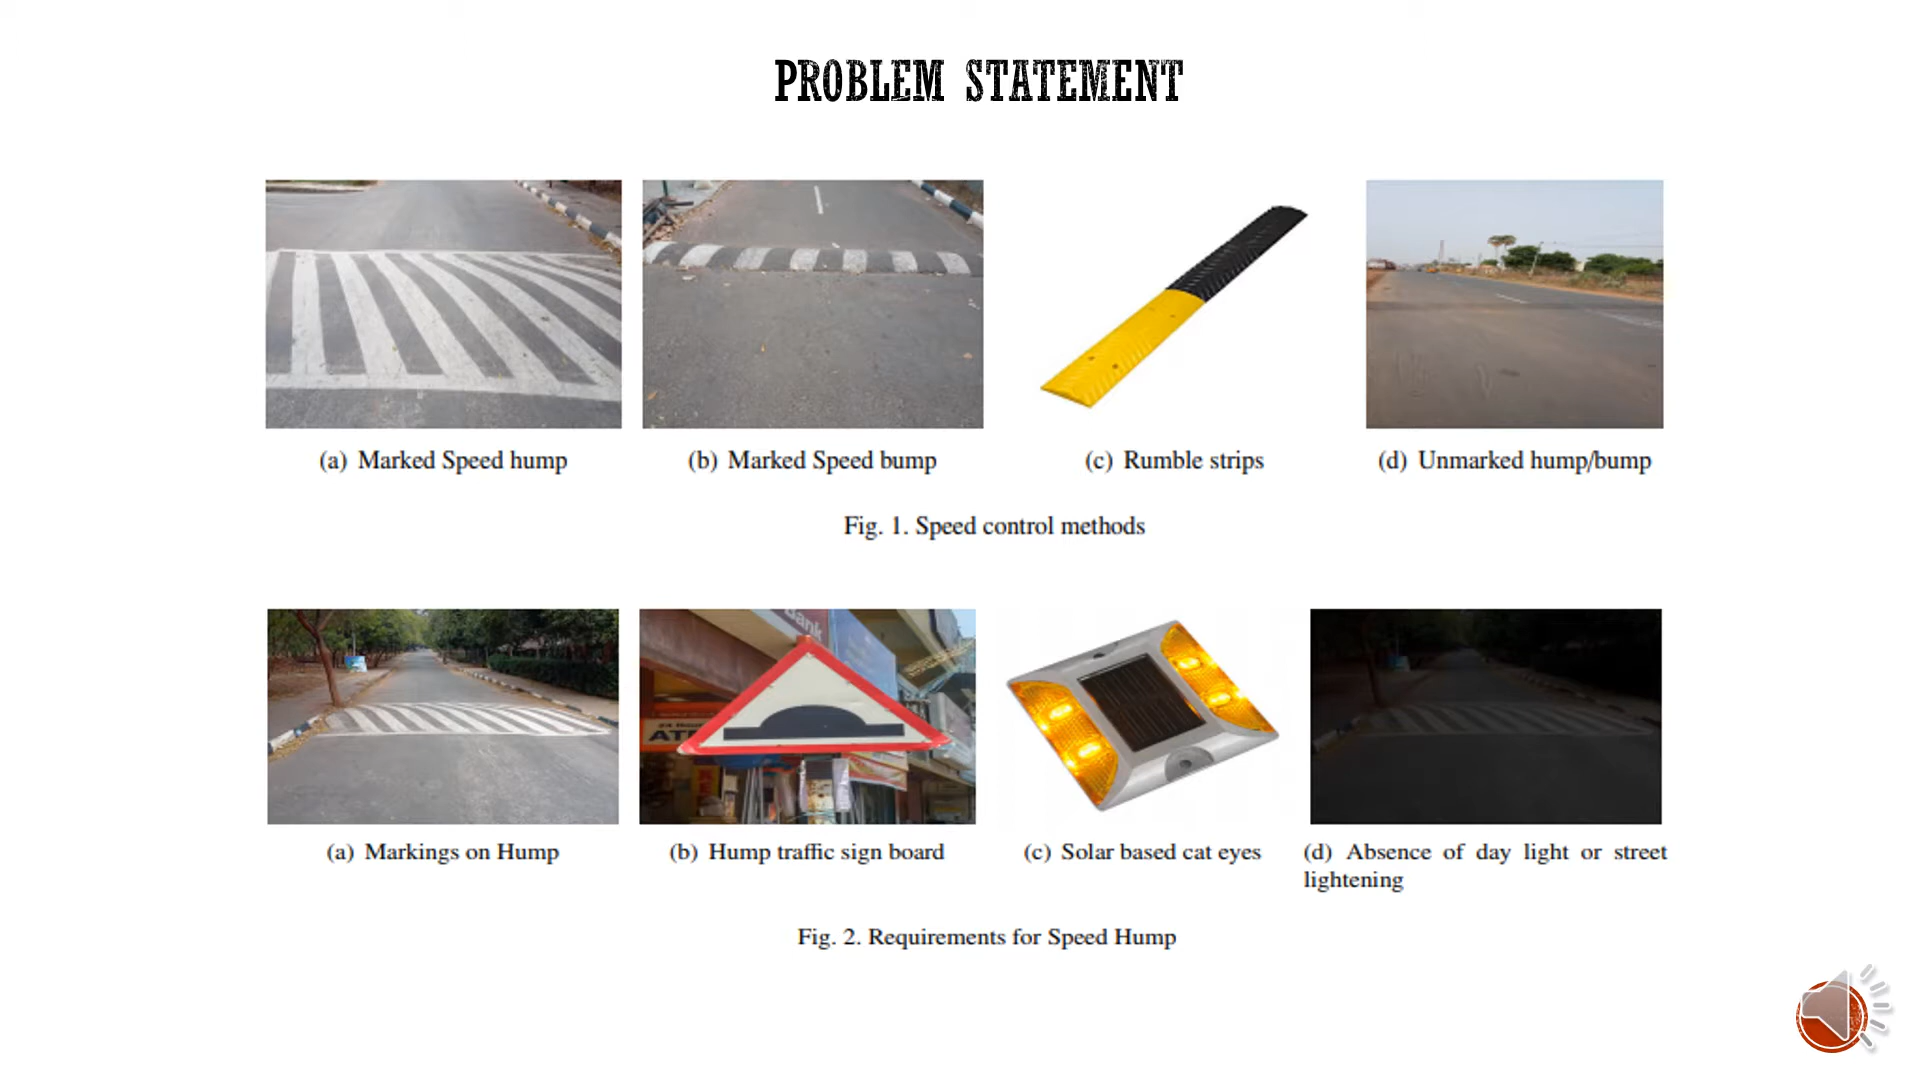 PROBLEM STATEMENT
(a) Marked Speed hump
(b) Marked Speed bump
(c) Rumble strips
(d) Unmarked hump/bump
Fig. 1. Speed control methods
Bank
ATM
(a) Markings on Hump
(b) Hump traffic sign board
(c) Solar based cat eyes
(d) Absence of day light or street
lightening
Fig. 2. Requirements for Speed Hump